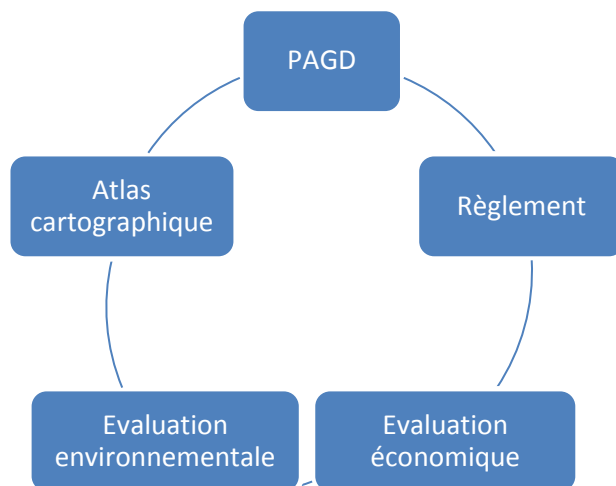 PAGD
Atlas
cartographique
Règlement
Evaluation
environnementale
Evaluation
économique